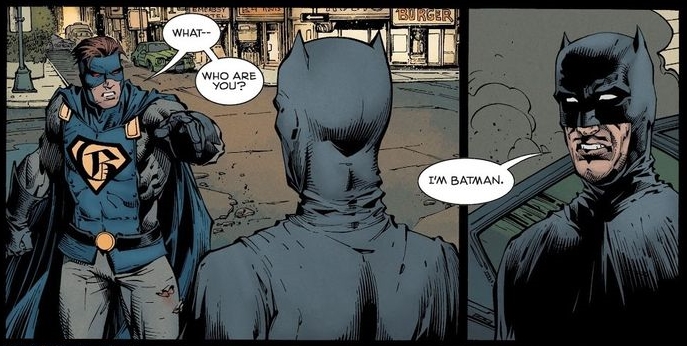 WHAT--
WHO ARE
YOU?
BURGER
I'M BATMAN.